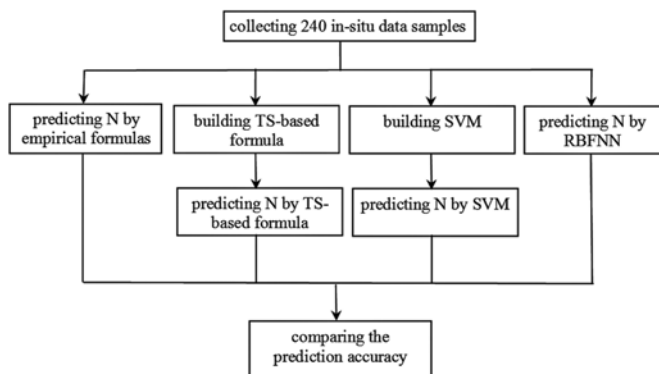 collecting 240 in-situ data samples
predicting N by
empirical formulas
building TS-based
formula
building SVM
predicting N by
RBFNN
predicting N by TS-
based formula
predicting N by SVM
comparing the
prediction accuracy